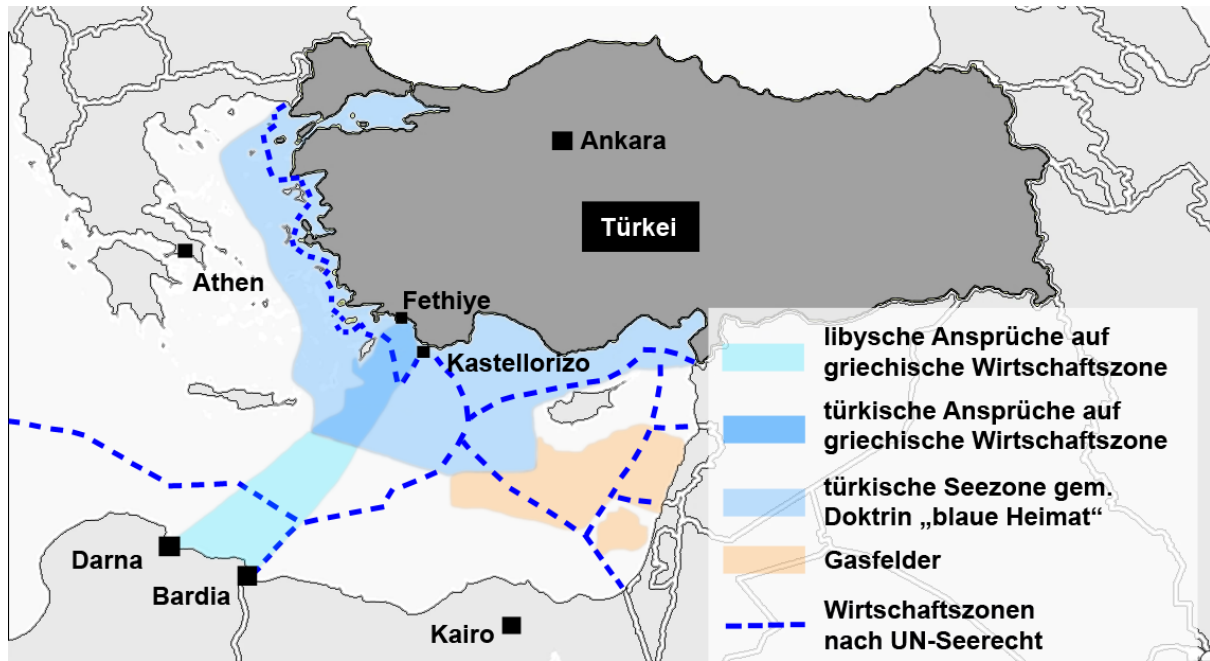 Ankara
Türkei
Athen
Fethiye
Kastellorizo
Darna
Bardia
Kairo
libysche Ansprüche auf
griechische Wirtschaftszone
türkische Ansprüche auf
griechische Wirtschaftszone
türkische Seezone gem.
Doktrin „blaue Heimat“
Gasfelder
Wirtschaftszonen
nach UN-Seerecht